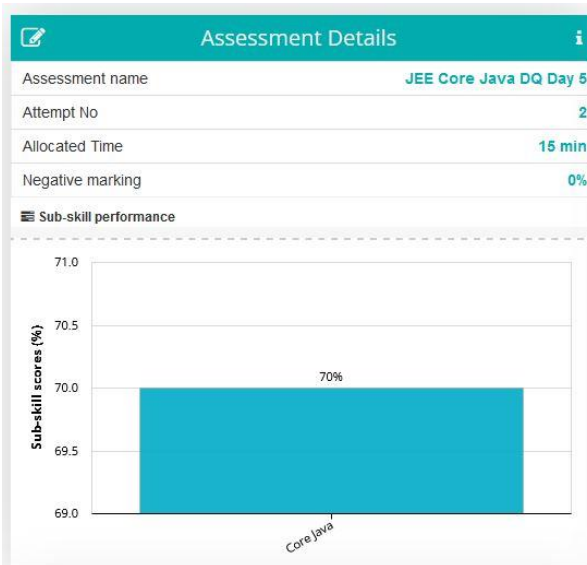 Assessment Details
Assessment name JEE Core Java DQ Day 5
Attempt No 2
Allocated Time 15 min
Negative marking 0%
Sub-skill performance
71.0
70.5
70.0
69.5
69.0
Sub-skill scores (%)
70%
Core Java